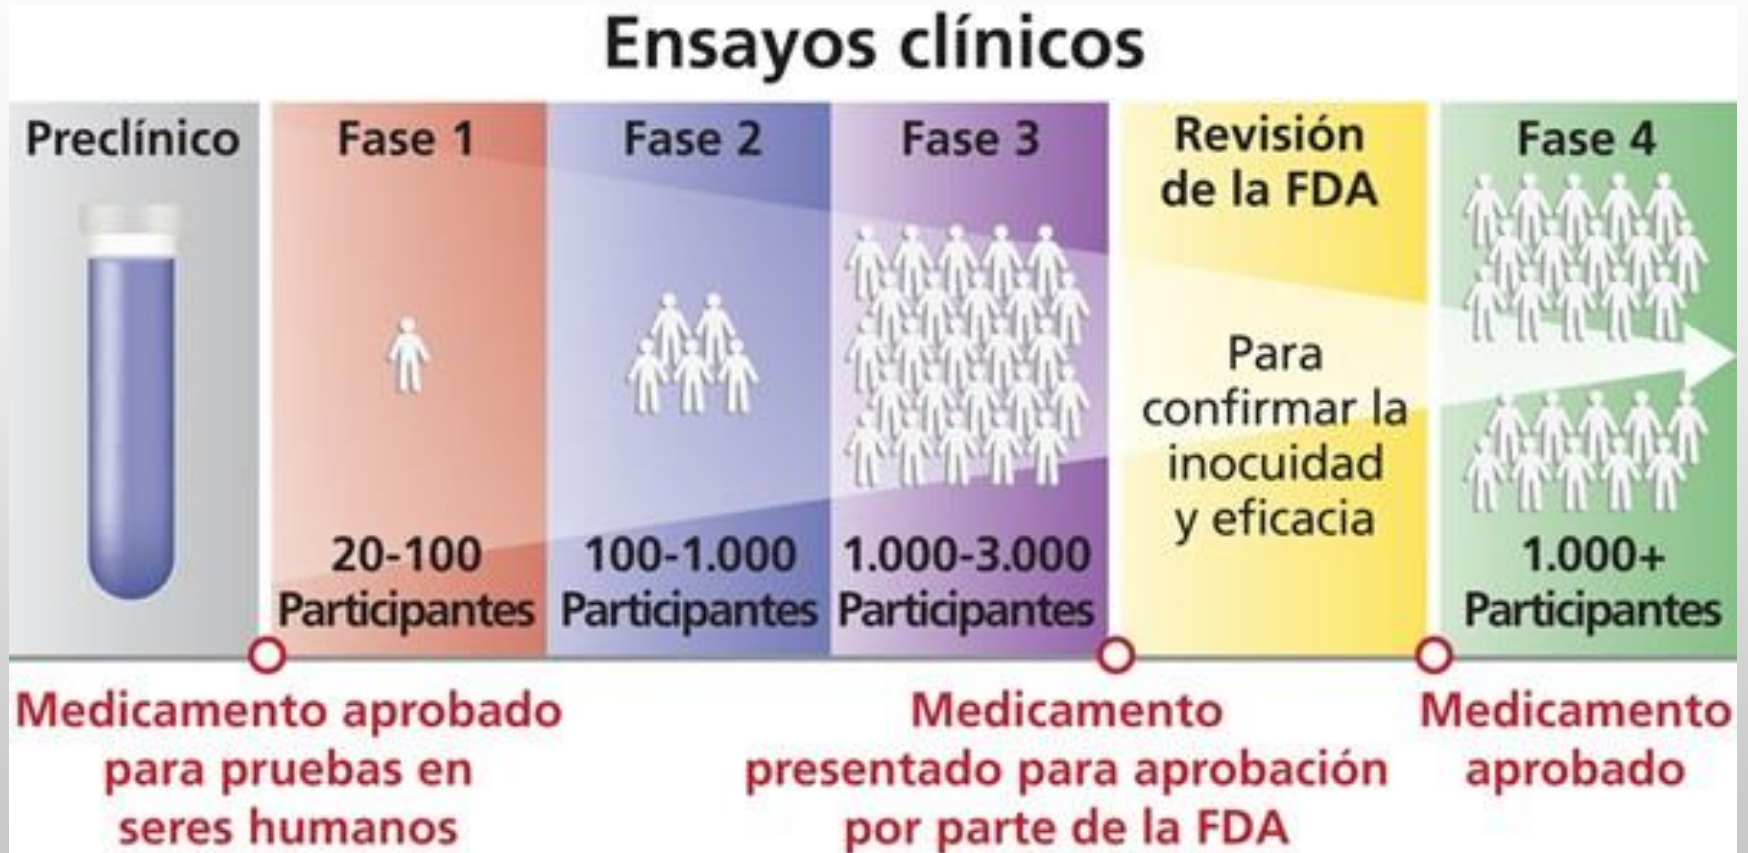 Ensayos clínicos
Preclínico
Fase 1
20-100
Participantes
Fase 2
100-1.000
Participantes
Fase 3
1.000-3.000
Participantes
Revisión
de la FDA
Para
confirmar la
inocuidad
y eficacia
Fase 4
1.000+
Participantes
Medicamento aprobado
para pruebas en
seres humanos
Medicamento
presentado para aprobación
por parte de la FDA
Medicamento
aprobado